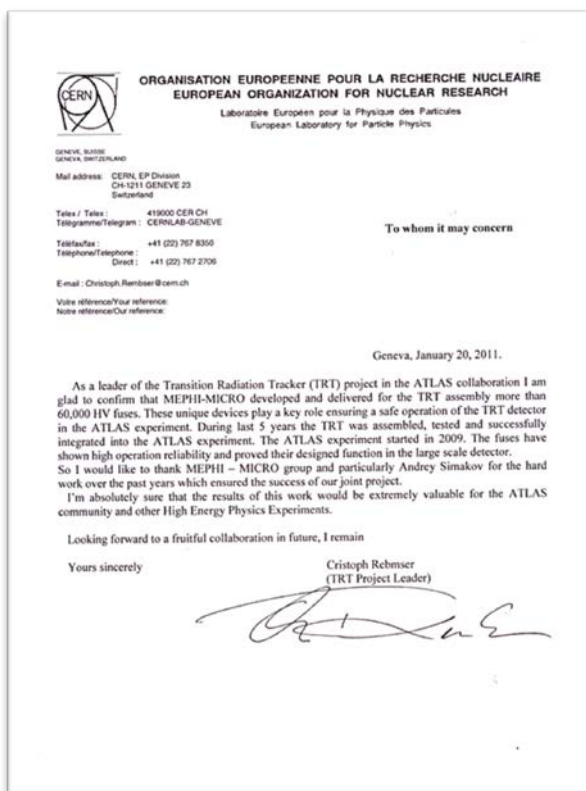 CERN
ORGANISATION EUROPEENNE POUR LA RECHERCHE NUCLEAIRE
EUROPEAN ORGANIZATION FOR NUCLEAR RESEARCH
Laboratoire Européen pour la Physique des Particules
European Laboratory for Particle Physics
GENEVE, SUISSE
GENEVA, SWITZERLAND
Mail address: CERN, EP Division
CH-1211 GENEVE 23
Switzerland
Telex / Telex : 419000 CER CH
Télégramme/Telegram : CERNLAB-GENEVE
To whom it may concern
Téléfax/fax : +41 (22) 767 8350
Téléphone/Telephone :
Direct : +41 (22) 767 2706
E-mail : Christoph.Rembser@cern.ch
Votre référence/Your reference:
Notre référence/Our reference:
Geneva, January 20, 2011.
As a leader of the Transition Radiation Tracker (TRT) project in the ATLAS collaboration I am
glad to confirm that MEPHI-MICRO developed and delivered for the TRT assembly more than
60,000 HV fuses. These unique devices play a key role ensuring a safe operation of the TRT detector
in the ATLAS experiment. During last 5 years the TRT was assembled, tested and successfully
integrated into the ATLAS experiment. The ATLAS experiment started in 2009. The fuses have
shown high operation reliability and proved their designed function in the large scale detector.
So I would like to thank MEPHI – MICRO group and particularly Andrey Simakov for the hard
work over the past years which ensured the success of our joint project.
I'm absolutely sure that the results of this work would be extremely valuable for the ATLAS
community and other High Energy Physics Experiments.
Looking forward to a fruitful collaboration in future, I remain
Yours sincerely
Cristoph Rebmser
(TRT Project Leader)